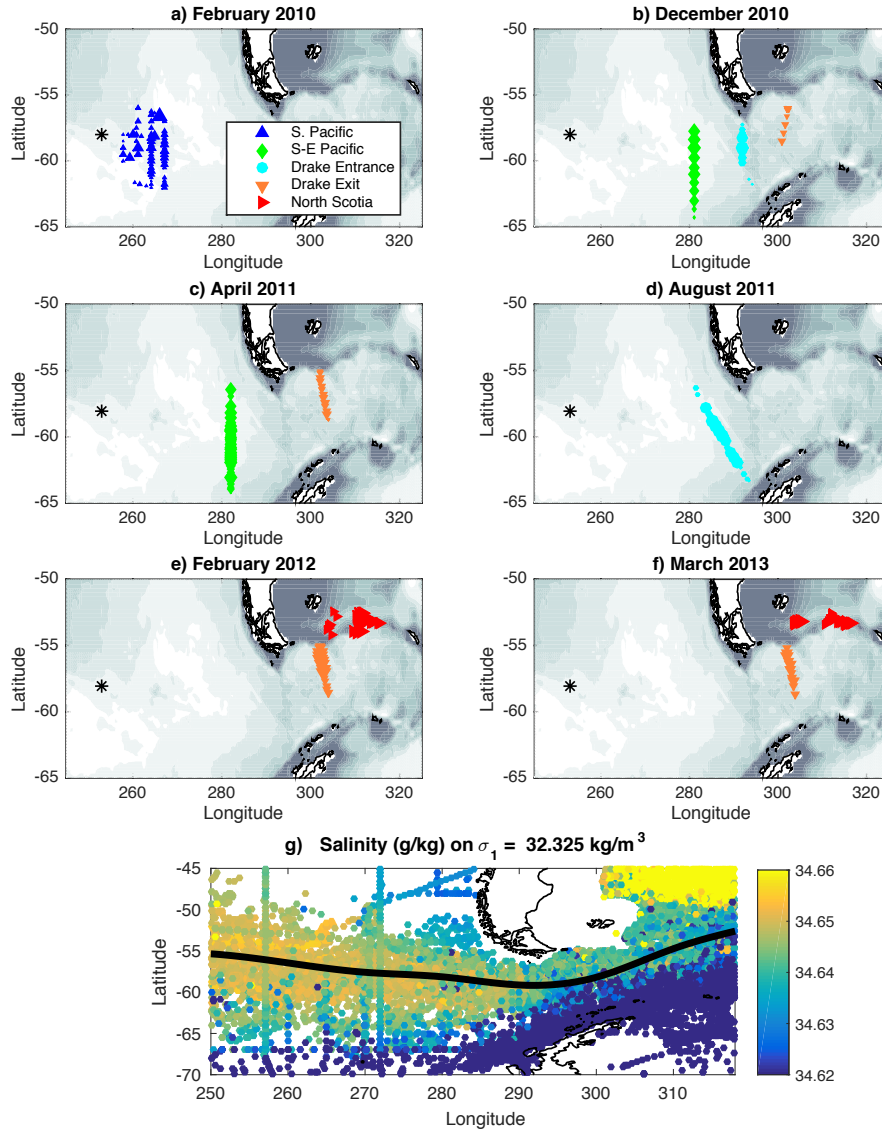 a) February 2010
-50
-55
-60
-65
Latitude
260
280
300
320
Longitude
S. Pacific
S-E Pacific
Drake Entrance
Drake Exit
North Scotia
b) December 2010
-50
-55
-60
-65
Latitude
260
280
300
320
Longitude
c) April 2011
-50
-55
-60
-65
Latitude
260
280
300
320
Longitude
d) August 2011
-50
-55
-60
-65
Latitude
260
280
300
320
Longitude
e) February 2012
-50
-55
-60
-65
Latitude
260
280
300
320
Longitude
f) March 2013
-50
-55
-60
-65
Latitude
260
280
300
320
Longitude
g) Salinity (g/kg) on σ₁ = 32.325 kg/m³
-45
-50
-55
-60
-65
-70
Latitude
250
260
270
280
290
300
310
Longitude
34.66
34.65
34.64
34.63
34.62